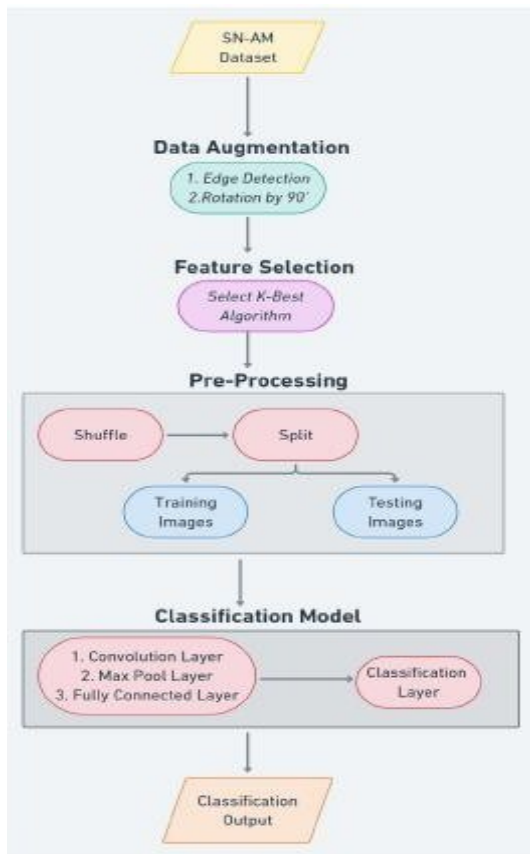 SN-AM
Dataset
Data Augmentation
1. Edge Detection
2.Rotation by 90'
Feature Selection
Select K-Best
Algorithm
Pre-Processing
Shuffle
Split
Training
Images
Testing
Images
Classification Model
1. Convolution Layer
2. Max Pool Layer
3. Fully Connected Layer
Classification
Layer
Classification
Output